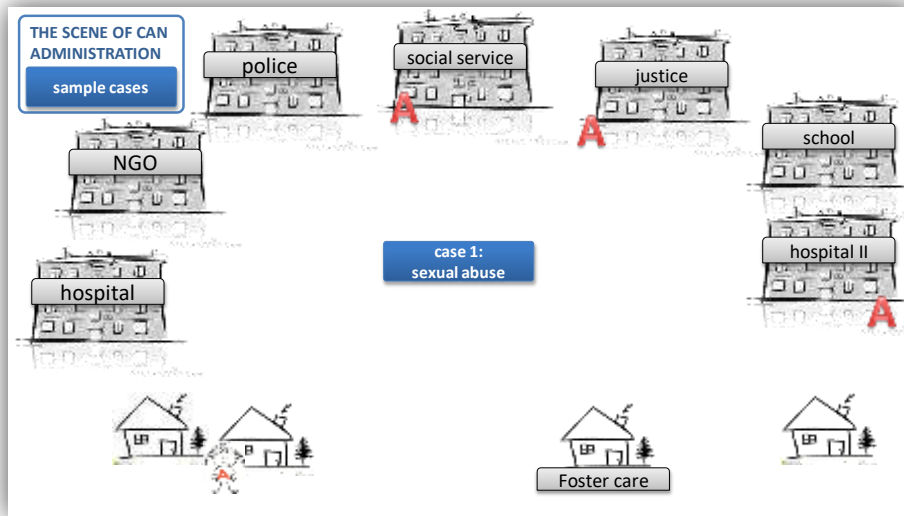 THE SCENE OF CAN
ADMINISTRATION
sample cases
police
social service
justice
A
A
school
NGO
case 1:
sexual abuse
hospital II
hospital
A
A
Foster care